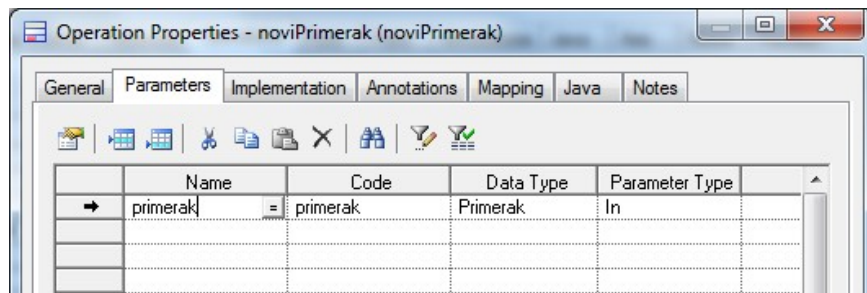 Operation Properties - noviPrimerak (noviPrimerak)
General Parameters Implementation Annotations Mapping Java Notes
Name Code Data Type Parameter Type
primerak = primerak Primerak In